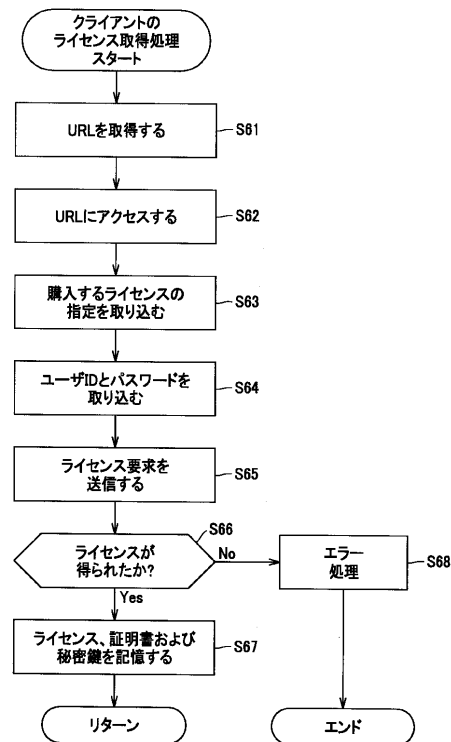 クライアントの
ライセンス取得処理
スタート
URLを取得する
S61
URLにアクセスする
S62
購入するライセンスの
指定を取り込む
S63
ユーザIDとパスワードを
取り込む
S64
ライセンス要求を
送信する
S65
S66
ライセンスが
得られたか?
No
エラー
処理
S68
Yes
ライセンス、証明書および
秘密鍵を記憶する
S67
リターン
エンド